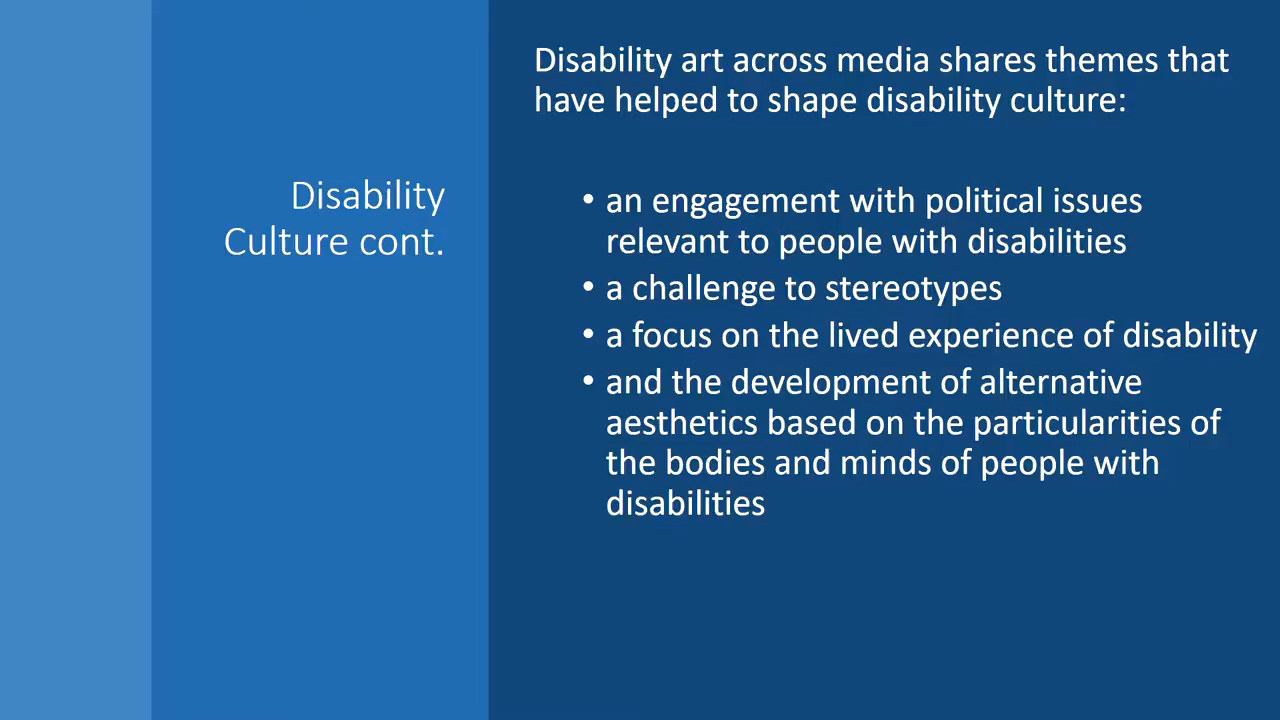 Disability
Culture cont.
Disability art across media shares themes that
have helped to shape disability culture:
• an engagement with political issues
relevant to people with disabilities
• a challenge to stereotypes
• a focus on the lived experience of disability
• and the development of alternative
aesthetics based on the particularities of
the bodies and minds of people with
disabilities